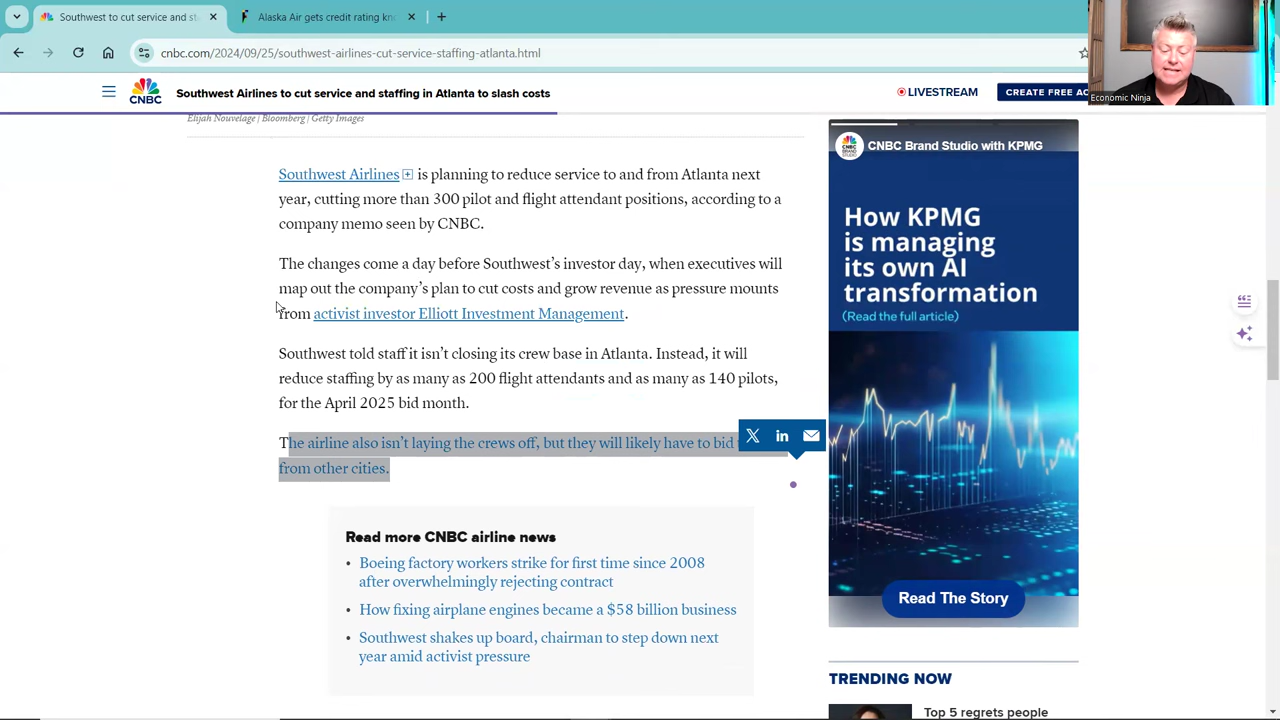 Southwest to cut service and st
Alaska Air gets credit rating kn
cnbc.com/2024/09/25/southwest-airlines-cut-service-staffing-atlanta.html
CNBC
Southwest Airlines to cut service and staffing in Atlanta to slash costs
LIVESTREAM
CREATE FREE AC
Economic Ninja
Elijah Nouvelage | Bloomberg | Getty Images
Southwest Airlines is planning to reduce service to and from Atlanta next
year, cutting more than 300 pilot and flight attendant positions, according to a
company memo seen by CNBC.
The changes come a day before Southwest's investor day, when executives will
map out the company's plan to cut costs and grow revenue as pressure mounts
from activist investor Elliott Investment Management.
Southwest told staff it isn't closing its crew base in Atlanta. Instead, it will
reduce staffing by as many as 200 flight attendants and as many as 140 pilots,
for the April 2025 bid month.
The airline also isn't laying the crews off, but they will likely have to bid
from other cities.
Read more CNBC airline news
• Boeing factory workers strike for first time since 2008
after overwhelmingly rejecting contract
• How fixing airplane engines became a $58 billion business
• Southwest shakes up board, chairman to step down next
year amid activist pressure
CNBC BRAND STUDIO
CNBC Brand Studio with KPMG
How KPMG
is managing
its own AI
transformation
(Read the full article)
Read The Story
TRENDING NOW
Top 5 regrets people